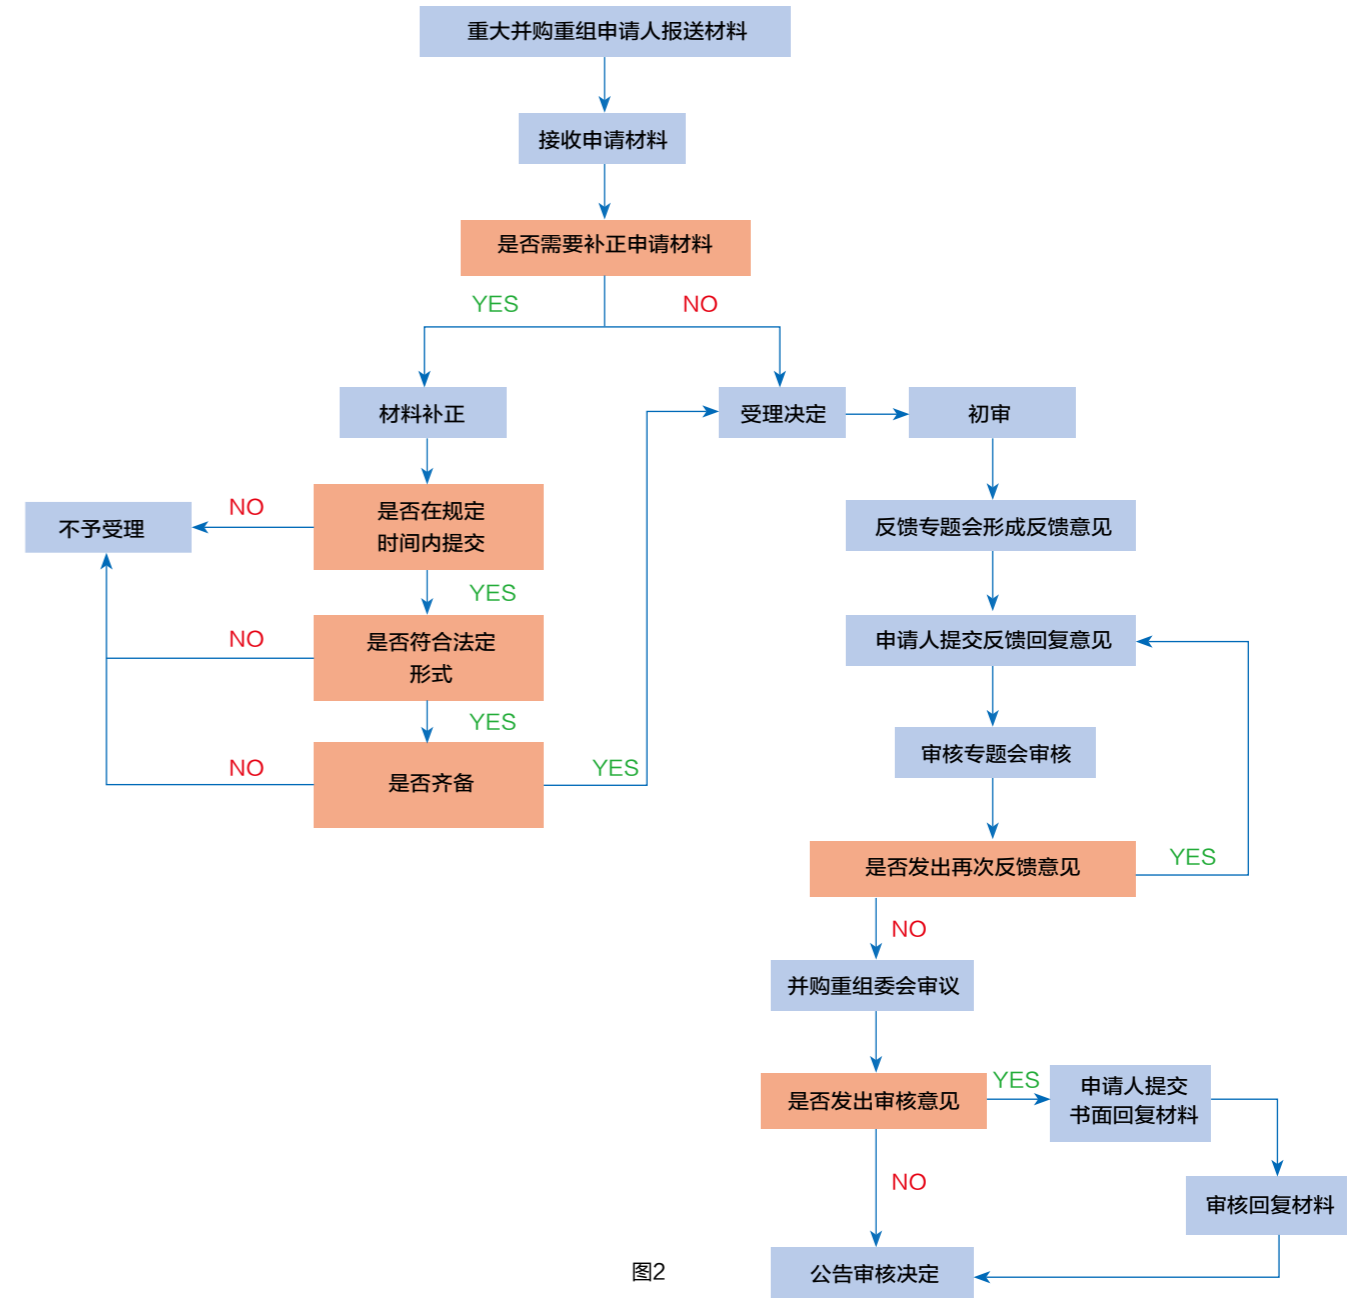 重大并购重组申请人报送材料
接收申请材料
是否需要补正申请材料
YES
NO
材料补正
受理决定
初审
不予受理
NO
是否在规定
时间内提交
反馈专题会形成反馈意见
YES
NO
是否符合法定
形式
申请人提交反馈回复意见
YES
NO
是否齐备
YES
审核专题会审核
是否发出再次反馈意见
YES
NO
并购重组委会审议
是否发出审核意见
YES
申请人提交
书面回复材料
NO
审核回复材料
公告审核决定
图2